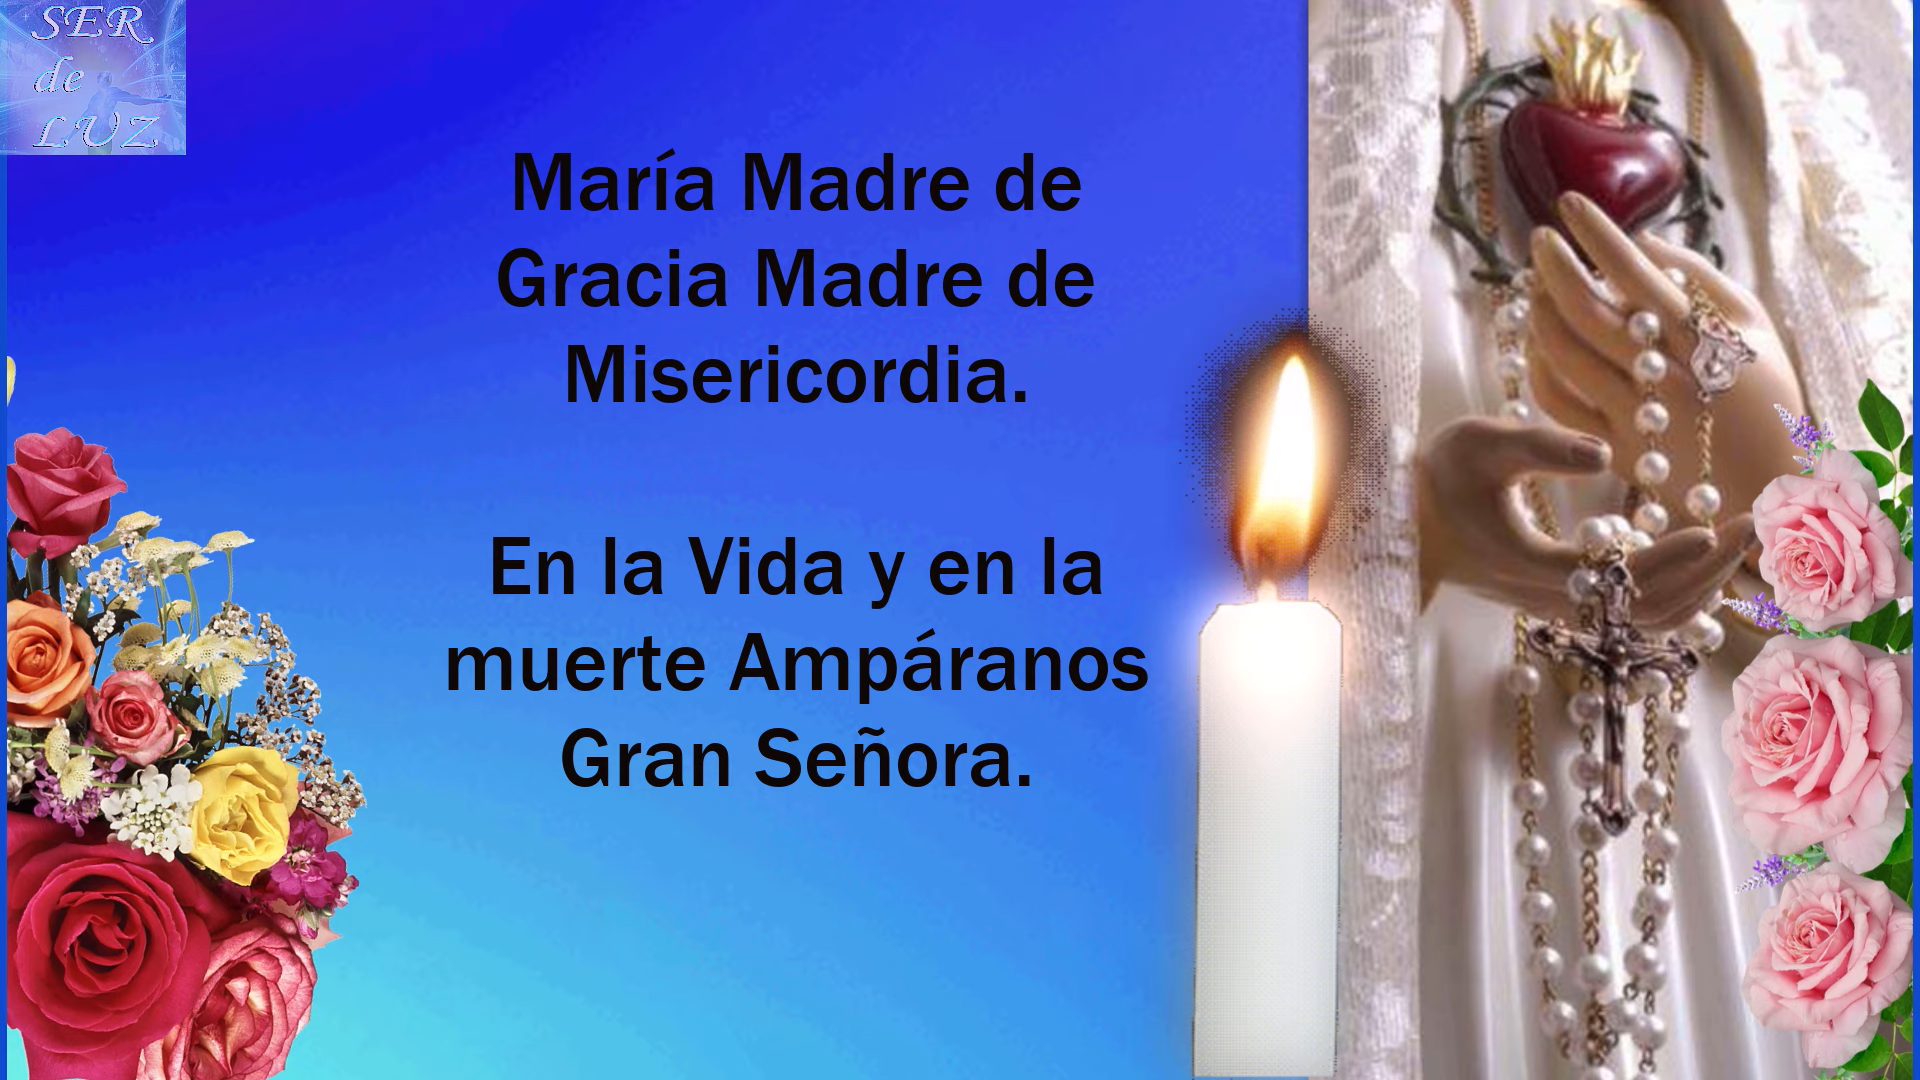 SER
de
LUZ
María Madre de
Gracia Madre de
Misericordia.
En la Vida y en la
muerte Ampáranos
Gran Señora.